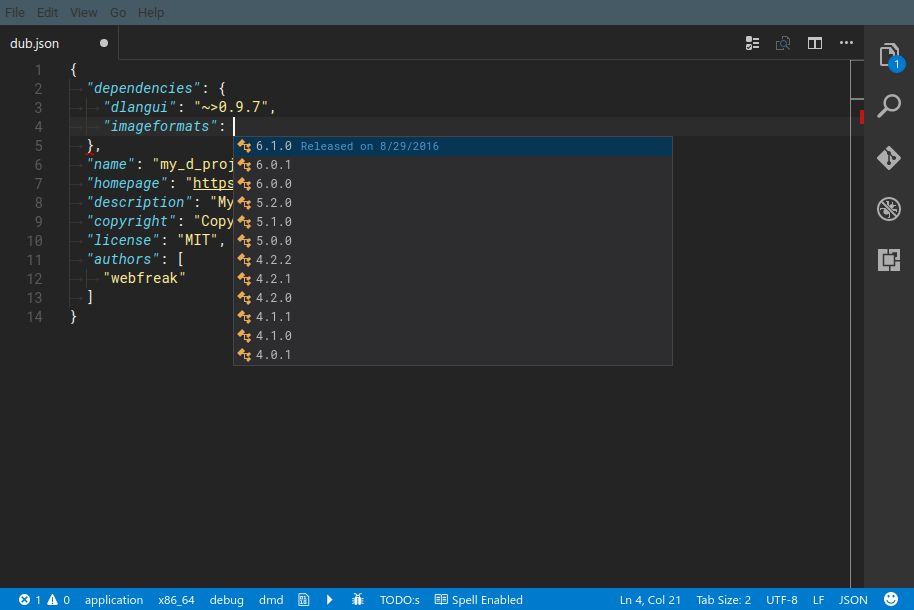 File Edit View Go Help
dub.json
1 {
2 "dependencies": {
3 "dlangui": "~>0.9.7",
4 "imageformats":
5 },
6 "name": "my_d_proj
7 "homepage": "https
8 "description": "My
9 "copyright": "Copy
10 "license": "MIT",
11 "authors": [
12 "webfreak"
13 ]
14 }
6.1.0 Released on 8/29/2016
6.0.1
6.0.0
5.2.0
5.1.0
5.0.0
4.2.2
4.2.1
4.2.0
4.1.1
4.1.0
4.0.1
1
1 0 application x86_64 debug dmd TODO:s Spell Enabled Ln 4, Col 21 Tab Size: 2 UTF-8 LF JSON